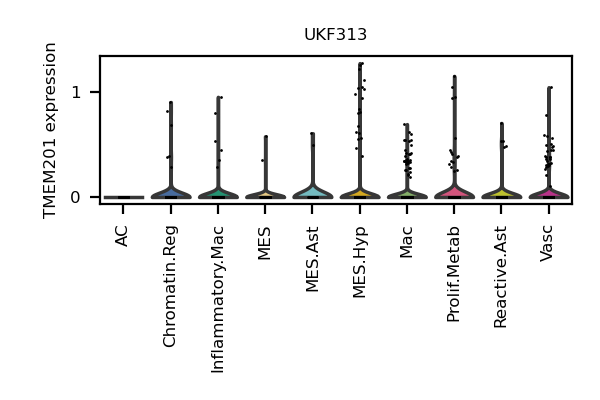 UKF313
TMEM201 expression
1
0
AC
Chromatin.Reg
Inflammatory.Mac
MES
MES.Ast
MES.Hyp
Mac
Prolif.Metab
Reactive.Ast
Vasc